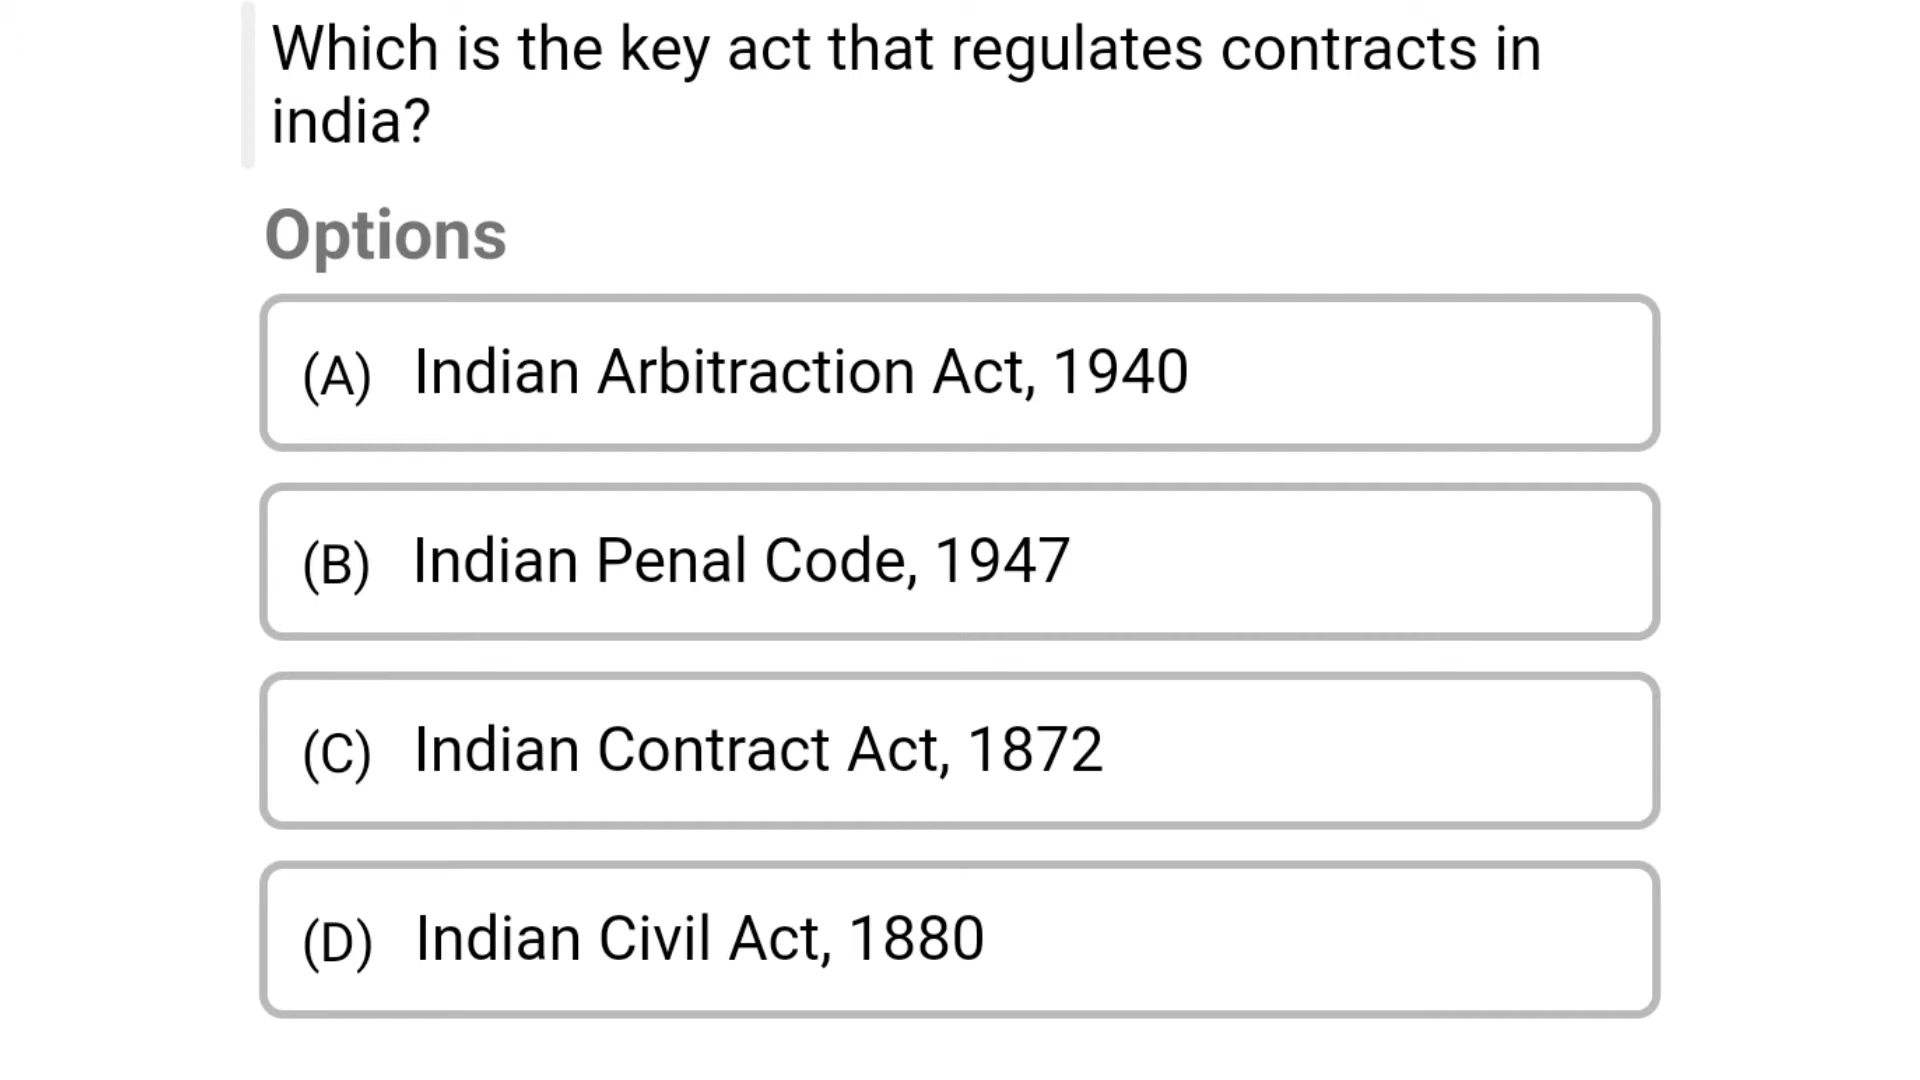 Which is the key act that regulates contracts in
india?
Options
(A) Indian Arbitraction Act, 1940
(B) Indian Penal Code, 1947
(C) Indian Contract Act, 1872
(D) Indian Civil Act, 1880